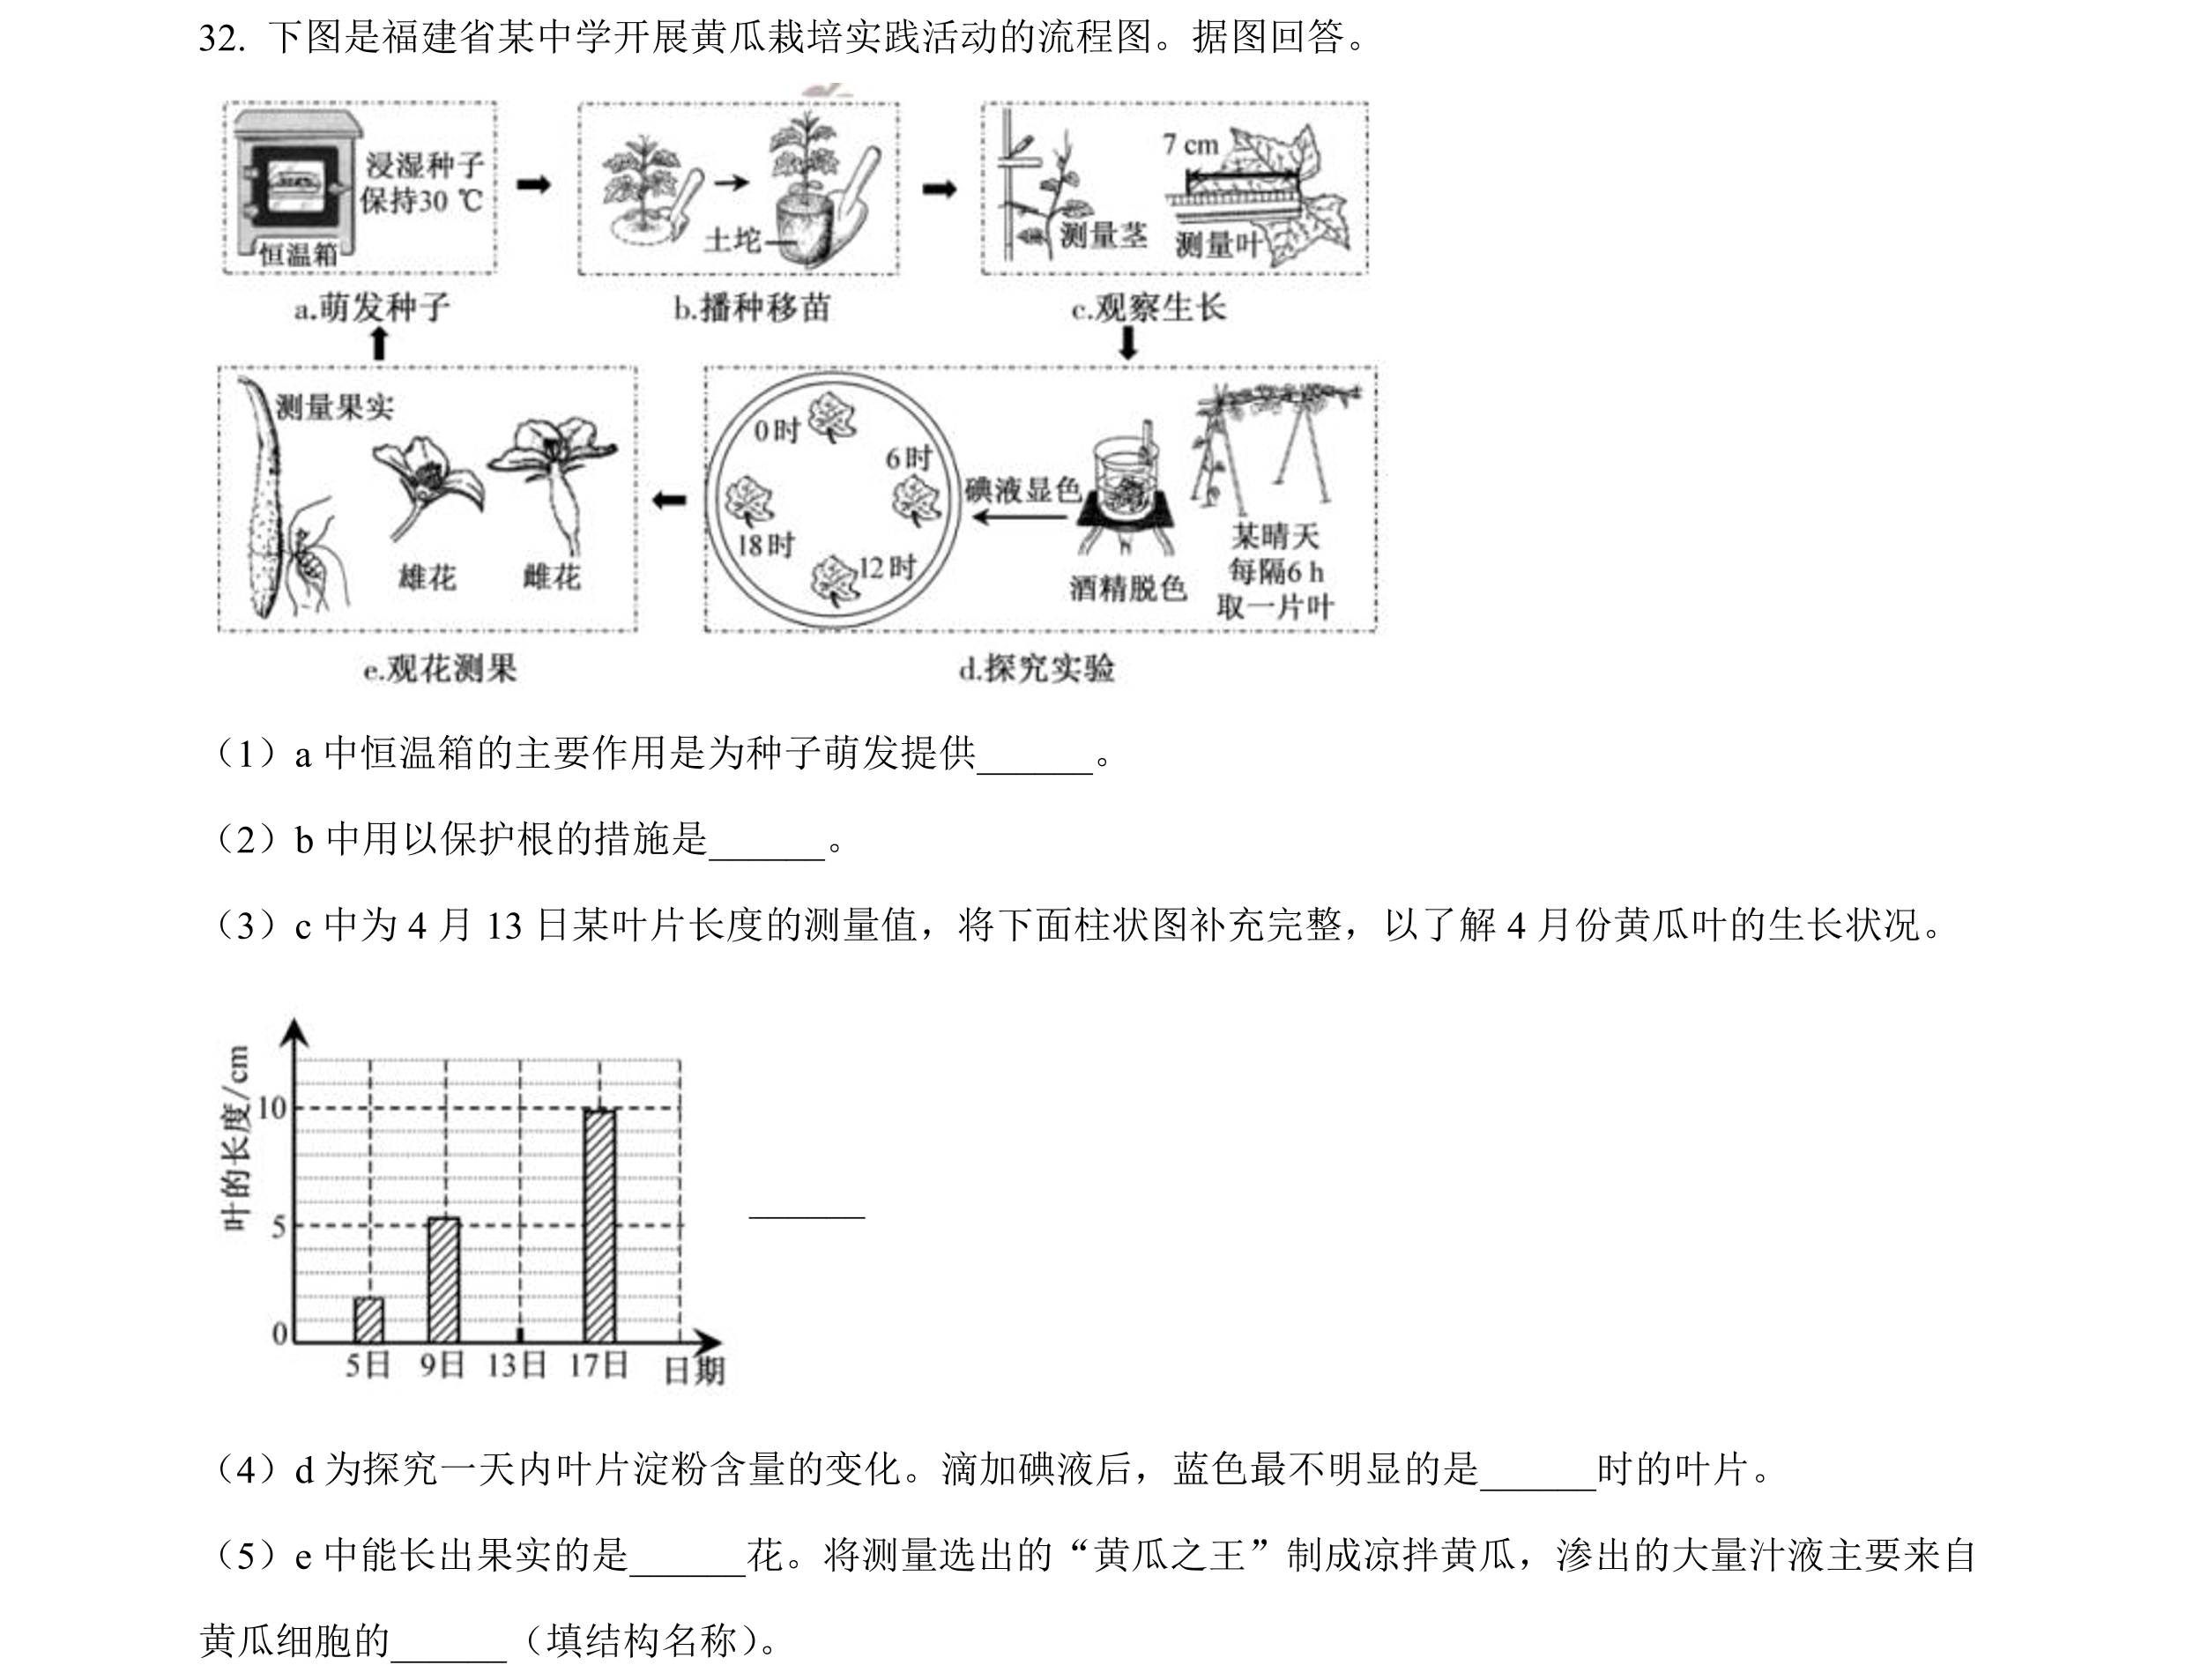 32. 下图是福建省某中学开展黄瓜栽培实践活动的流程图。据图回答。
浸湿种子
保持30 ℃
恒温箱
a.萌发种子
土坨
b.播种移苗
7 cm
测量茎
测量叶
c.观察生长
测量果实
雄花
雌花
e.观花测果
0时
6时
18时
12时
碘液显色
酒精脱色
某晴天
每隔6 h
取一片叶
d.探究实验
（1）a 中恒温箱的主要作用是为种子萌发提供______。
（2）b 中用以保护根的措施是______。
（3）c 中为 4 月 13 日某叶片长度的测量值，将下面柱状图补充完整，以了解 4 月份黄瓜叶的生长状况。
叶的长度/cm
10
5
0
5日 9日 13日 17日 日期
______
（4）d 为探究一天内叶片淀粉含量的变化。滴加碘液后，蓝色最不明显的是______时的叶片。
（5）e 中能长出果实的是______花。将测量选出的“黄瓜之王”制成凉拌黄瓜，渗出的大量汁液主要来自
黄瓜细胞的______（填结构名称）。